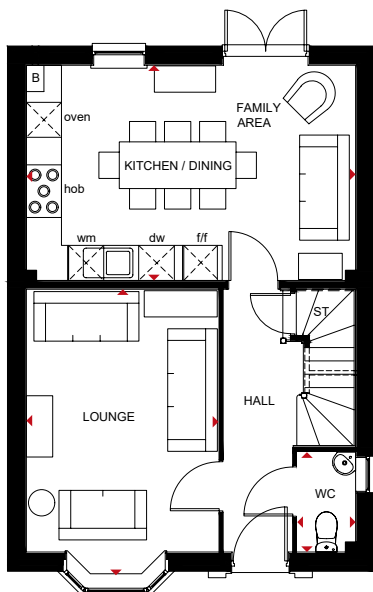 B
oven
FAMILY
AREA
KITCHEN / DINING
hob
wm
dw
f/f
ST
LOUNGE
HALL
WC